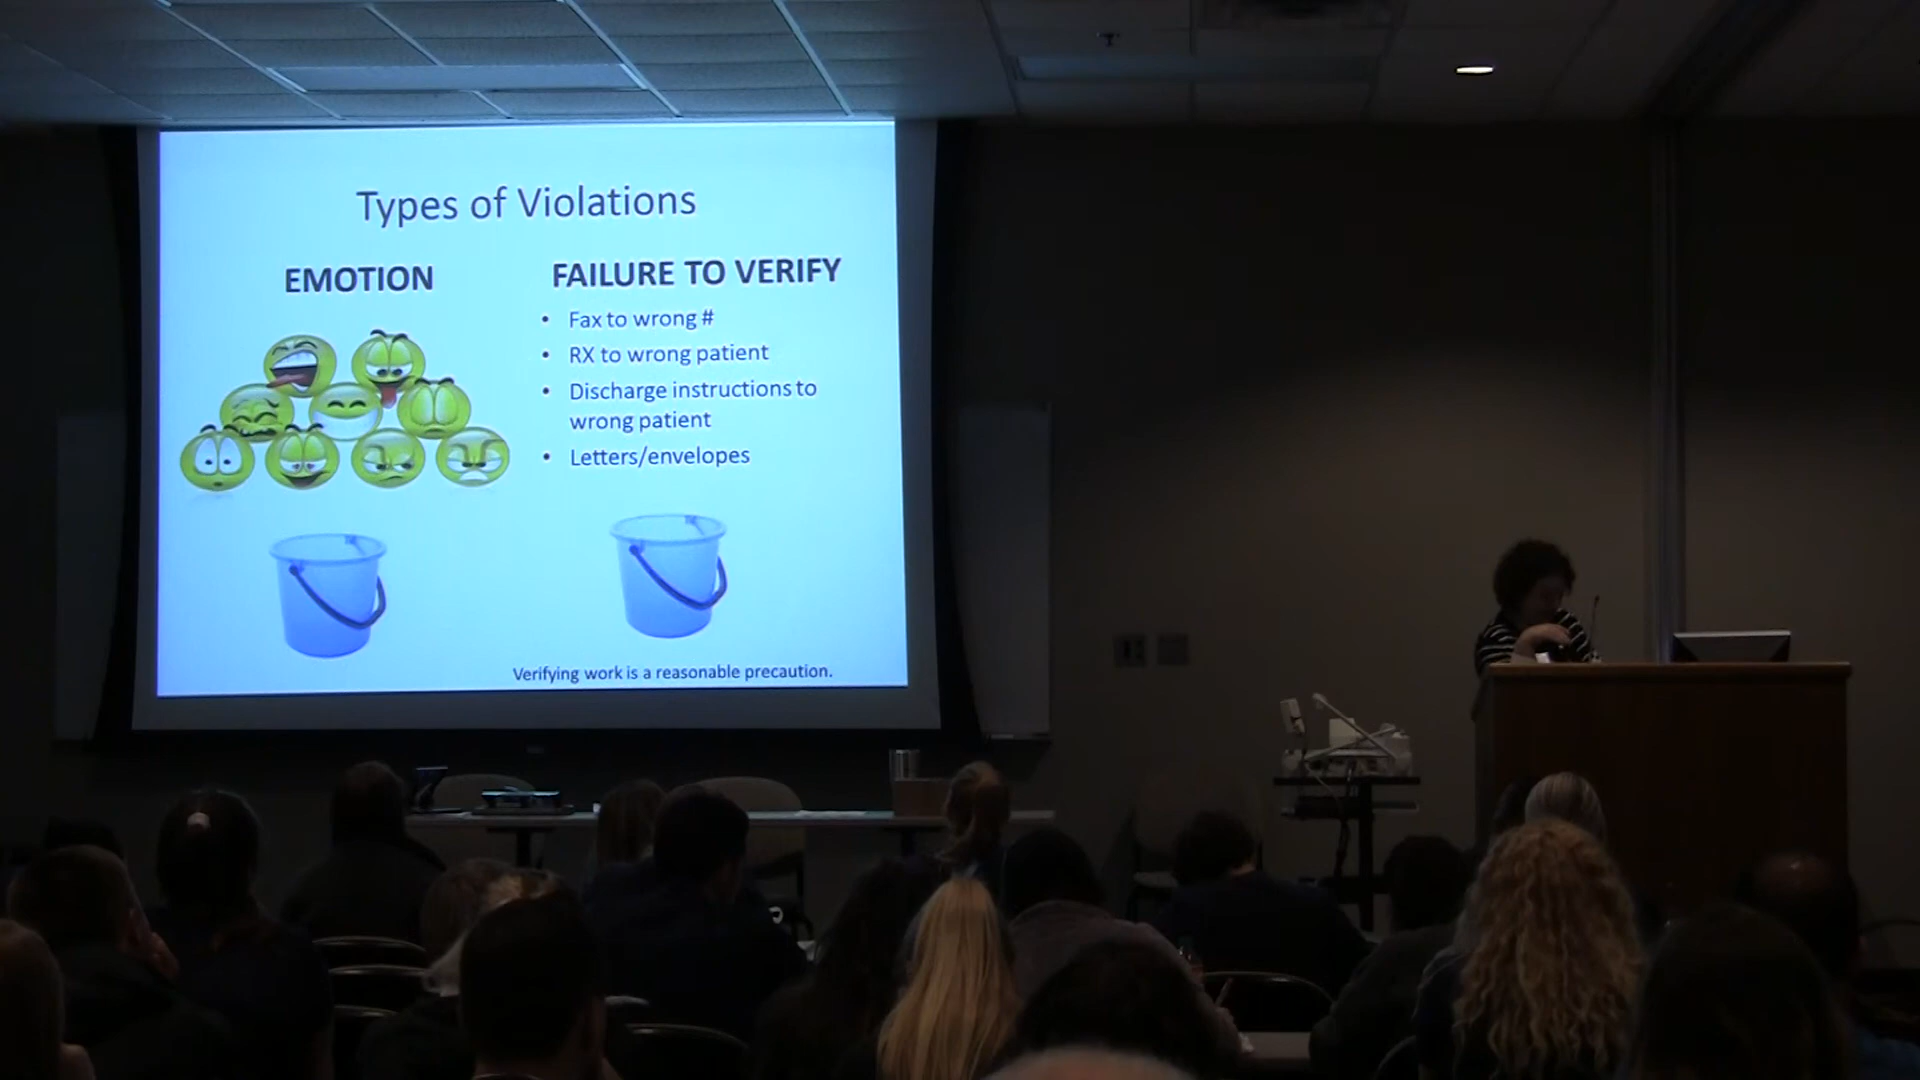 Types of Violations
EMOTION
FAILURE TO VERIFY
• Fax to wrong #
• RX to wrong patient
• Discharge instructions to
wrong patient
• Letters/envelopes
Verifying work is a reasonable precaution.